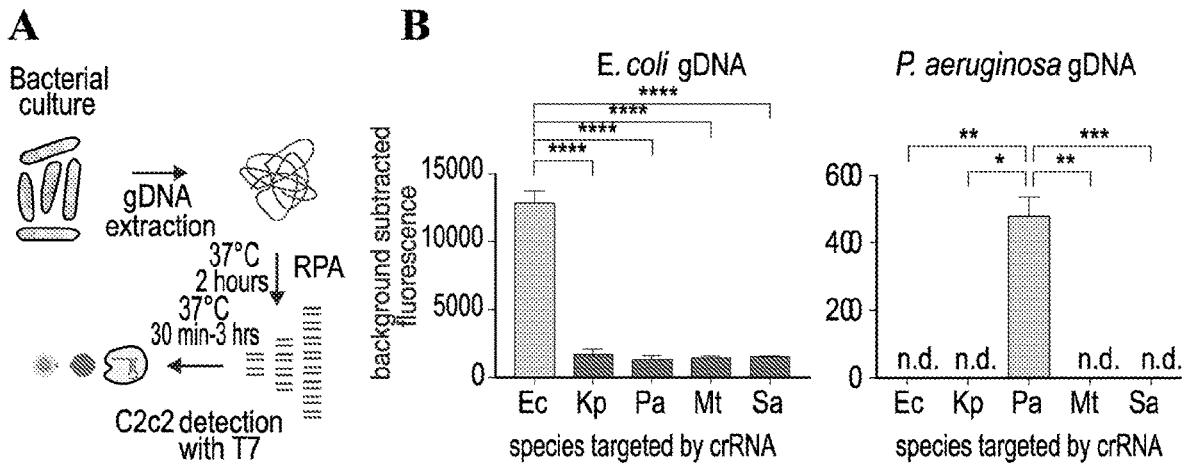 A
Bacterial
culture
gDNA
extraction
37°C
2 hours
RPA
37°C
30 min-3 hrs
C2c2 detection
with T7
B
E. coli gDNA
****
****
****
****
background subtracted
fluorescence
15000
10000
5000
0
Ec Kp Pa Mt Sa
species targeted by crRNA
P. aeruginosa gDNA
** ***
* **
600
400
200
0
n.d. n.d. n.d. n.d.
Ec Kp Pa Mt Sa
species targeted by crRNA